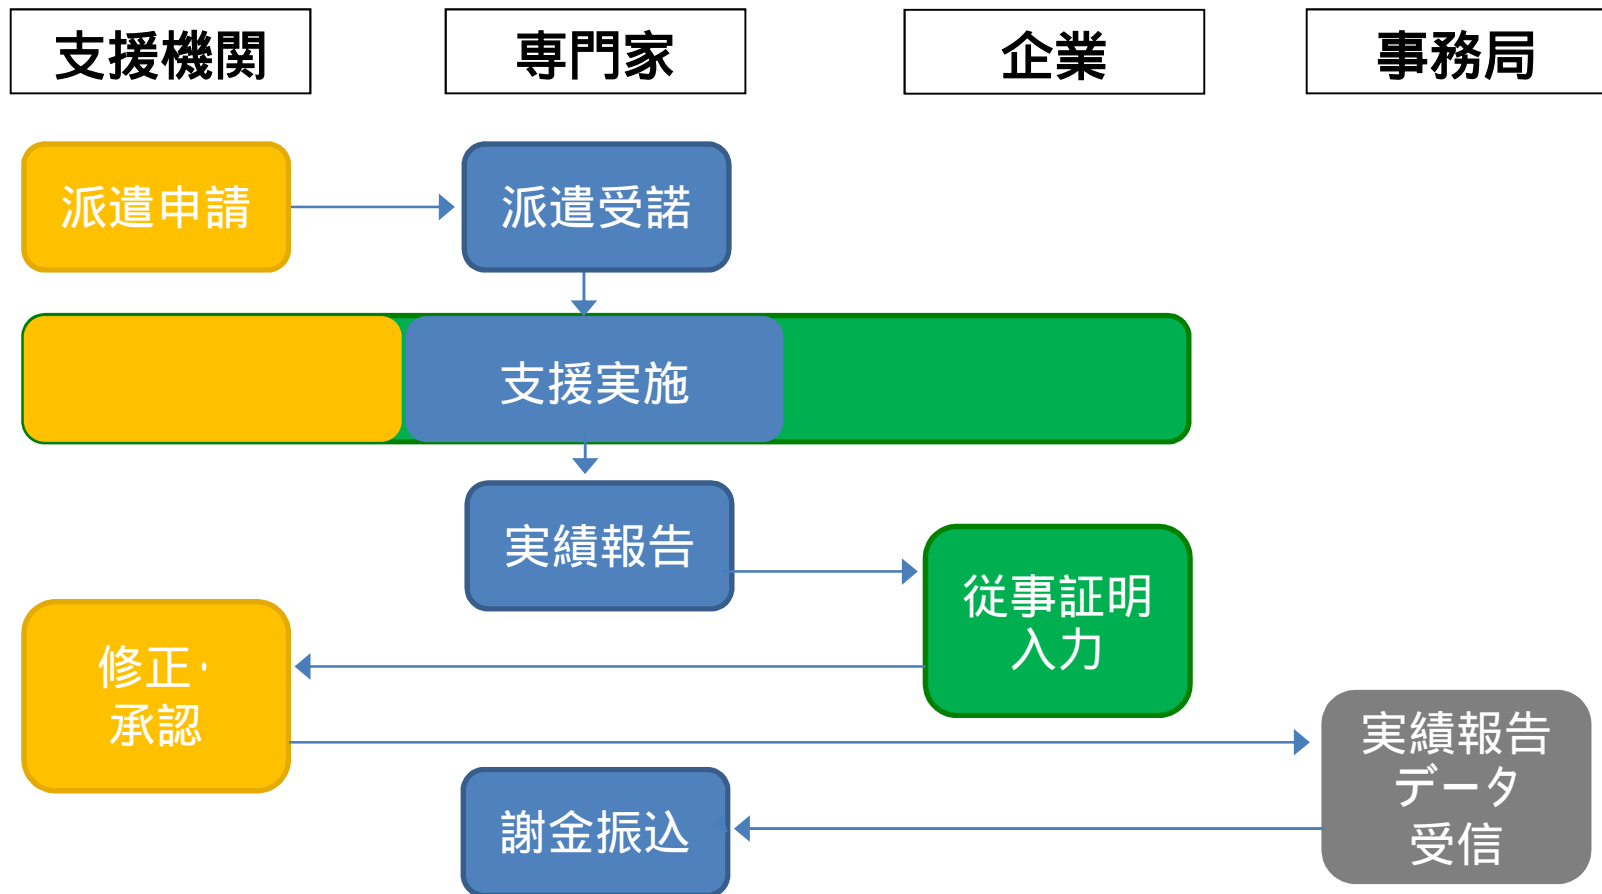 支援機関
専門家
企業
事務局
派遣申請
派遣受諾
支援実施
実績報告
従事証明
入力
修正・
承認
実績報告
データ
受信
謝金振込